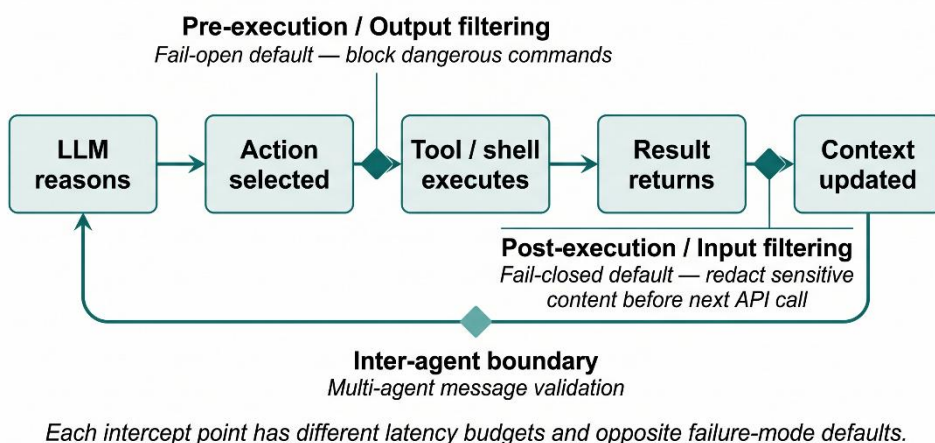 Pre-execution / Output filtering
Fail-open default — block dangerous commands
LLM
reasons
Action
selected
Tool / shell
executes
Result
returns
Context
updated
Post-execution / Input filtering
Fail-closed default — redact sensitive
content before next API call
Inter-agent boundary
Multi-agent message validation
Each intercept point has different latency budgets and opposite failure-mode defaults.